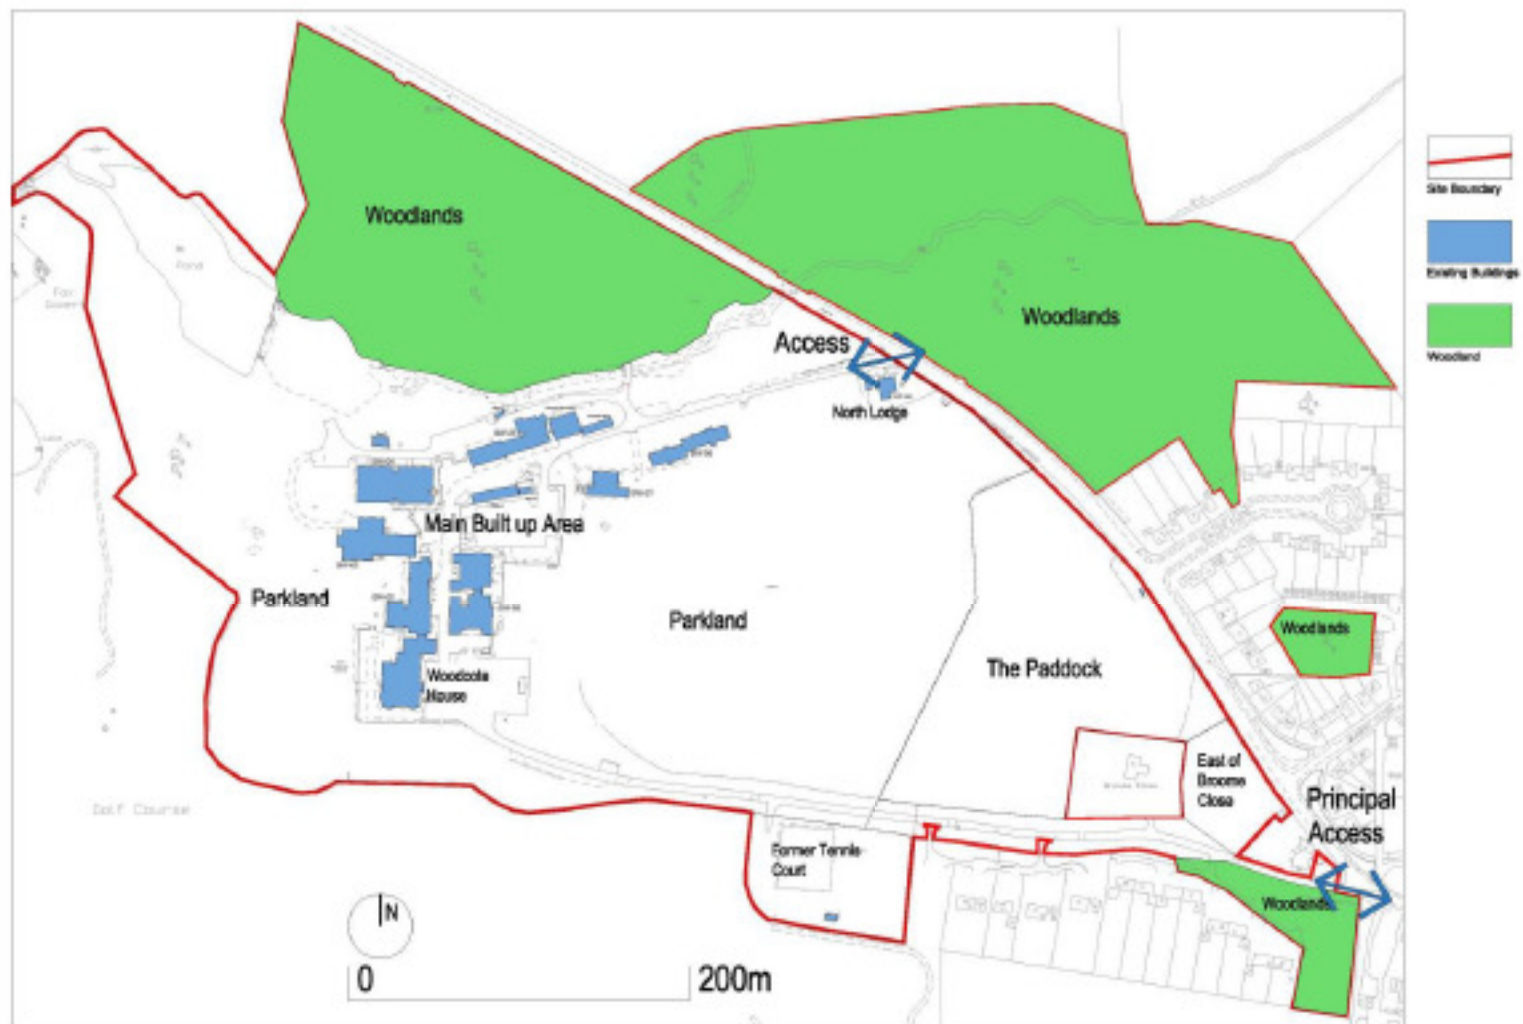 Site Boundary
Existing Buildings
Woodland
Woodlands
Woodlands
Access
North Lodge
Pond
Main Built up Area
Parkland
Parkland
Woodlands
The Paddock
Woodcote
House
East of
Broome
Close
Principal
Access
Golf Course
Former Tennis
Court
Woodlands
N
0
200m